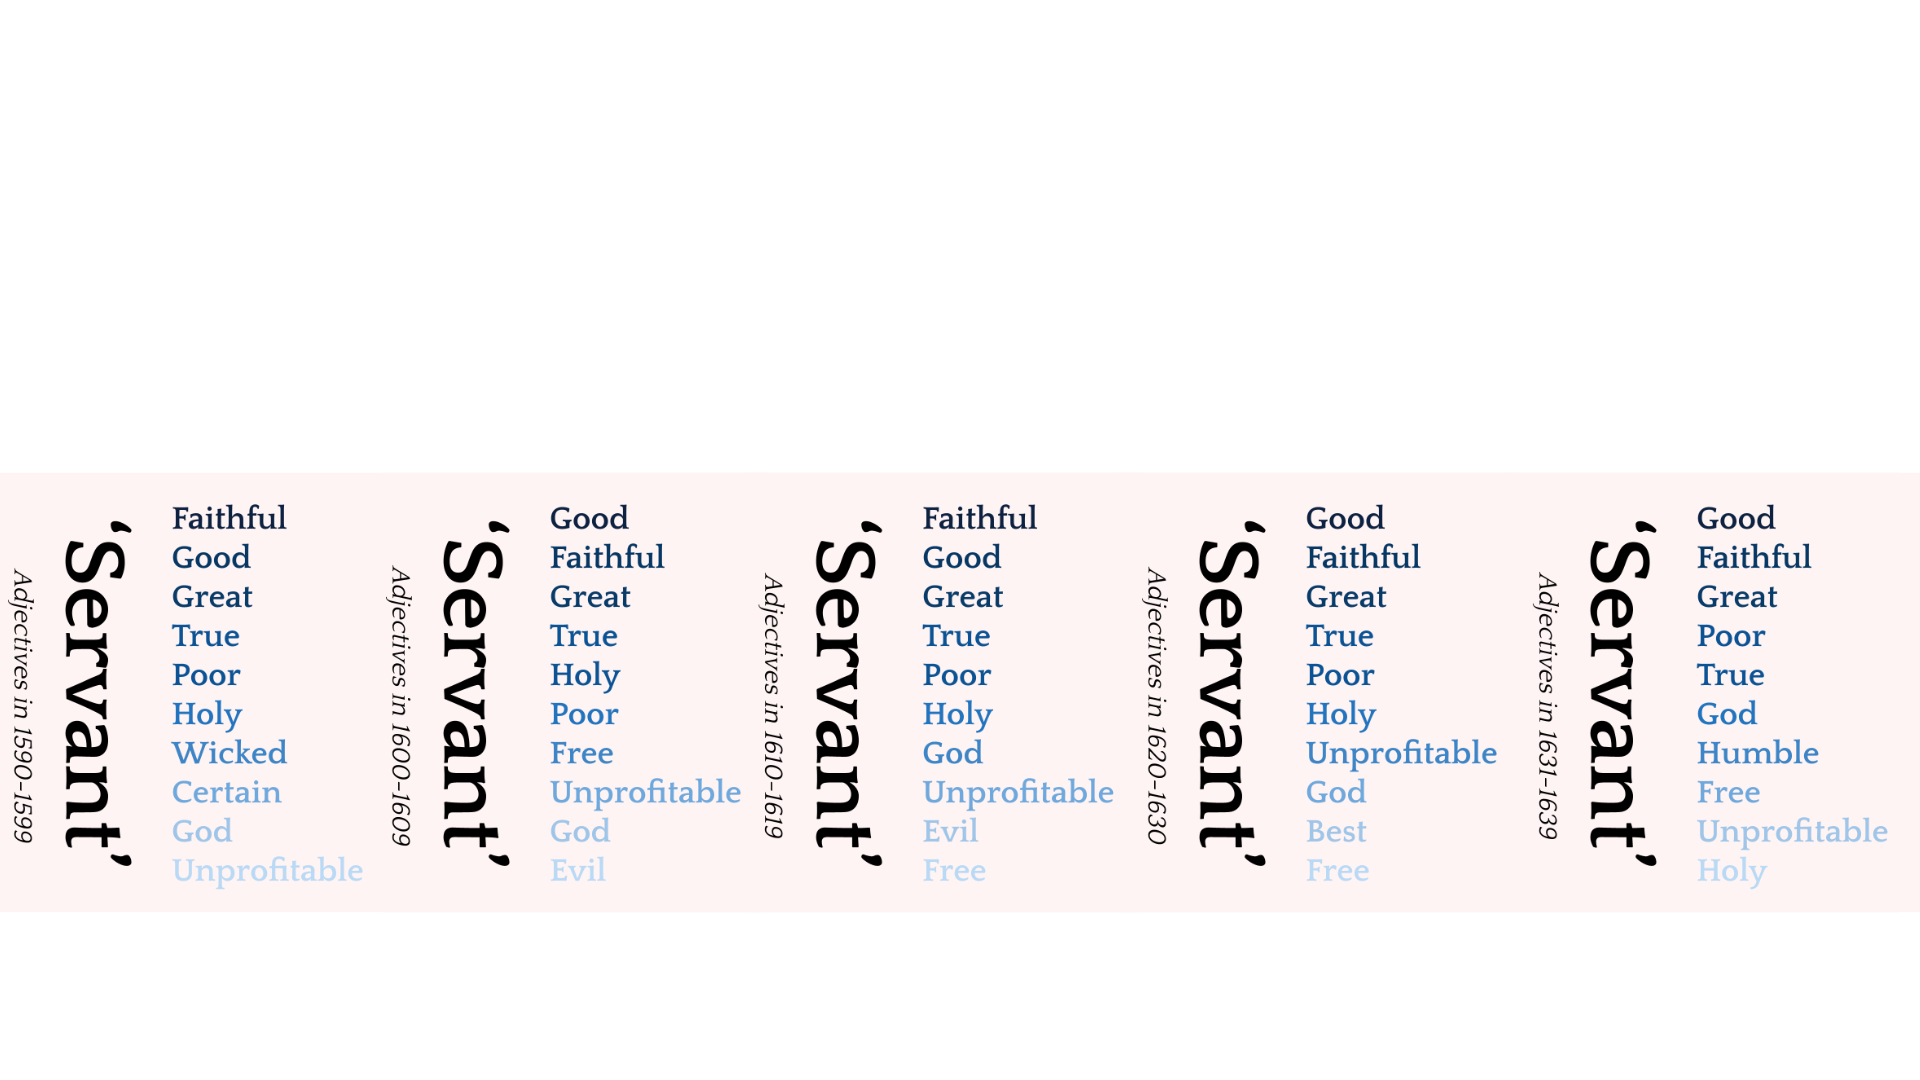 Adjectives in 1590-1599
‘Servant’
Faithful
Good
Great
True
Poor
Holy
Wicked
Certain
God
Unprofitable
Adjectives in 1600-1609
‘Servant’
Good
Faithful
Great
True
Holy
Poor
Free
Unprofitable
God
Evil
Adjectives in 1610-1619
‘Servant’
Faithful
Good
Great
True
Poor
Holy
God
Unprofitable
Evil
Free
Adjectives in 1620-1630
‘Servant’
Good
Faithful
Great
True
Poor
Holy
Unprofitable
God
Best
Free
Adjectives in 1631-1639
‘Servant’
Good
Faithful
Great
Poor
True
God
Humble
Free
Unprofitable
Holy